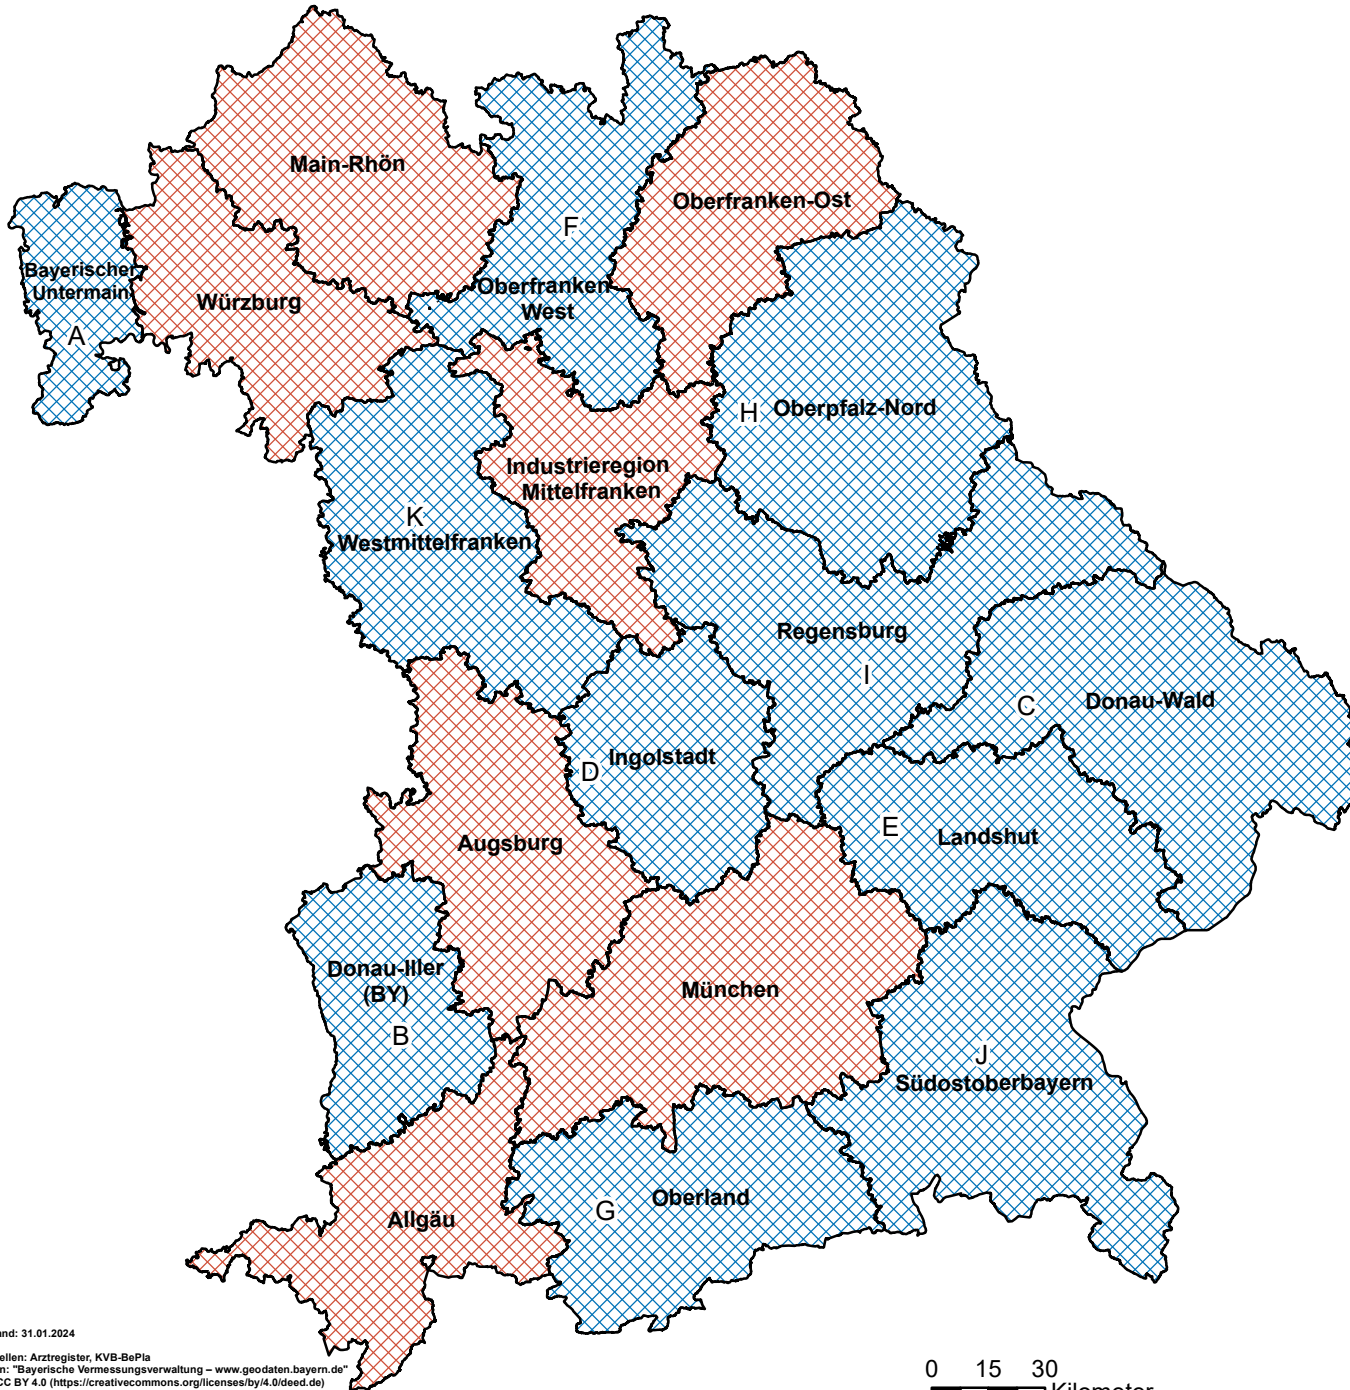 Main-Rhön
Oberfranken-Ost
F
Bayerischer
Untermain
A
Würzburg
Oberfranken
West
H
Oberpfalz-Nord
Industrieregion
Mittelfranken
K
Westmittelfranken
Regensburg
I
C
Donau-Wald
D
Ingolstadt
E
Landshut
Augsburg
Donau-Iller
(BY)
B
München
J
Südostoberbayern
G
Oberland
Allgäu
and: 31.01.2024
ellen: Arztregister, KVB-BePla
n: "Bayerische Vermessungsverwaltung – www.geodaten.bayern.de"
CC BY 4.0 (https://creativecommons.org/licenses/by/4.0/deed.de)
0 15 30
Kilometer